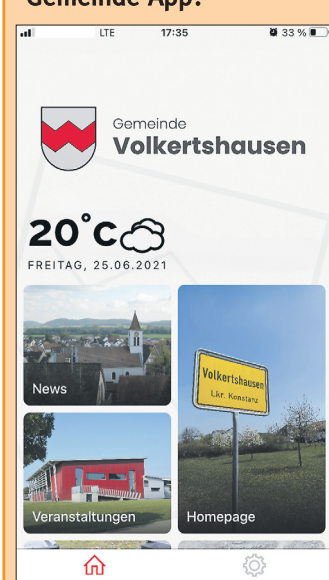 Gemeinde App:
LTE 17:35 33 %
Gemeinde
Volkertshausen
20°C
FREITAG, 25.06.2021
News
Volkertshausen
Lkr. Konstanz
Veranstaltungen
Homepage